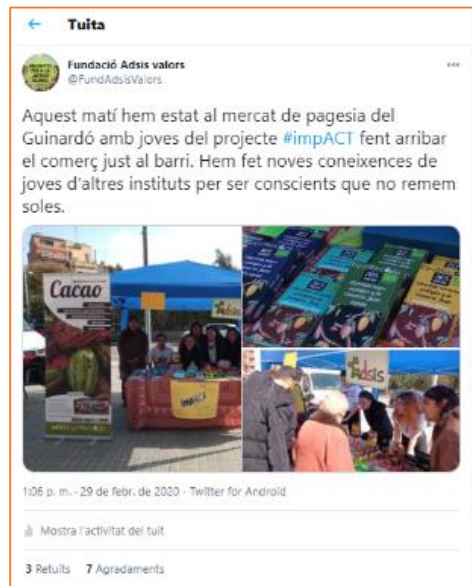 ← Tuita
Fundació Adsis valors
@FundAdsisValors
Aquest matí hem estat al mercat de pagesia del
Guinardó amb joves del projecte #impACT fent arribar
el comerç just al barri. Hem fet noves coneixences de
joves d'altres instituts per ser conscients que no remem
soles.
Cacao
Adsis
impACT
Adsis
1:06 p. m. · 29 de febr. de 2020 · Twitter for Android
Mostra l'activitat del tuit
3 Retuits 7 Agradaments